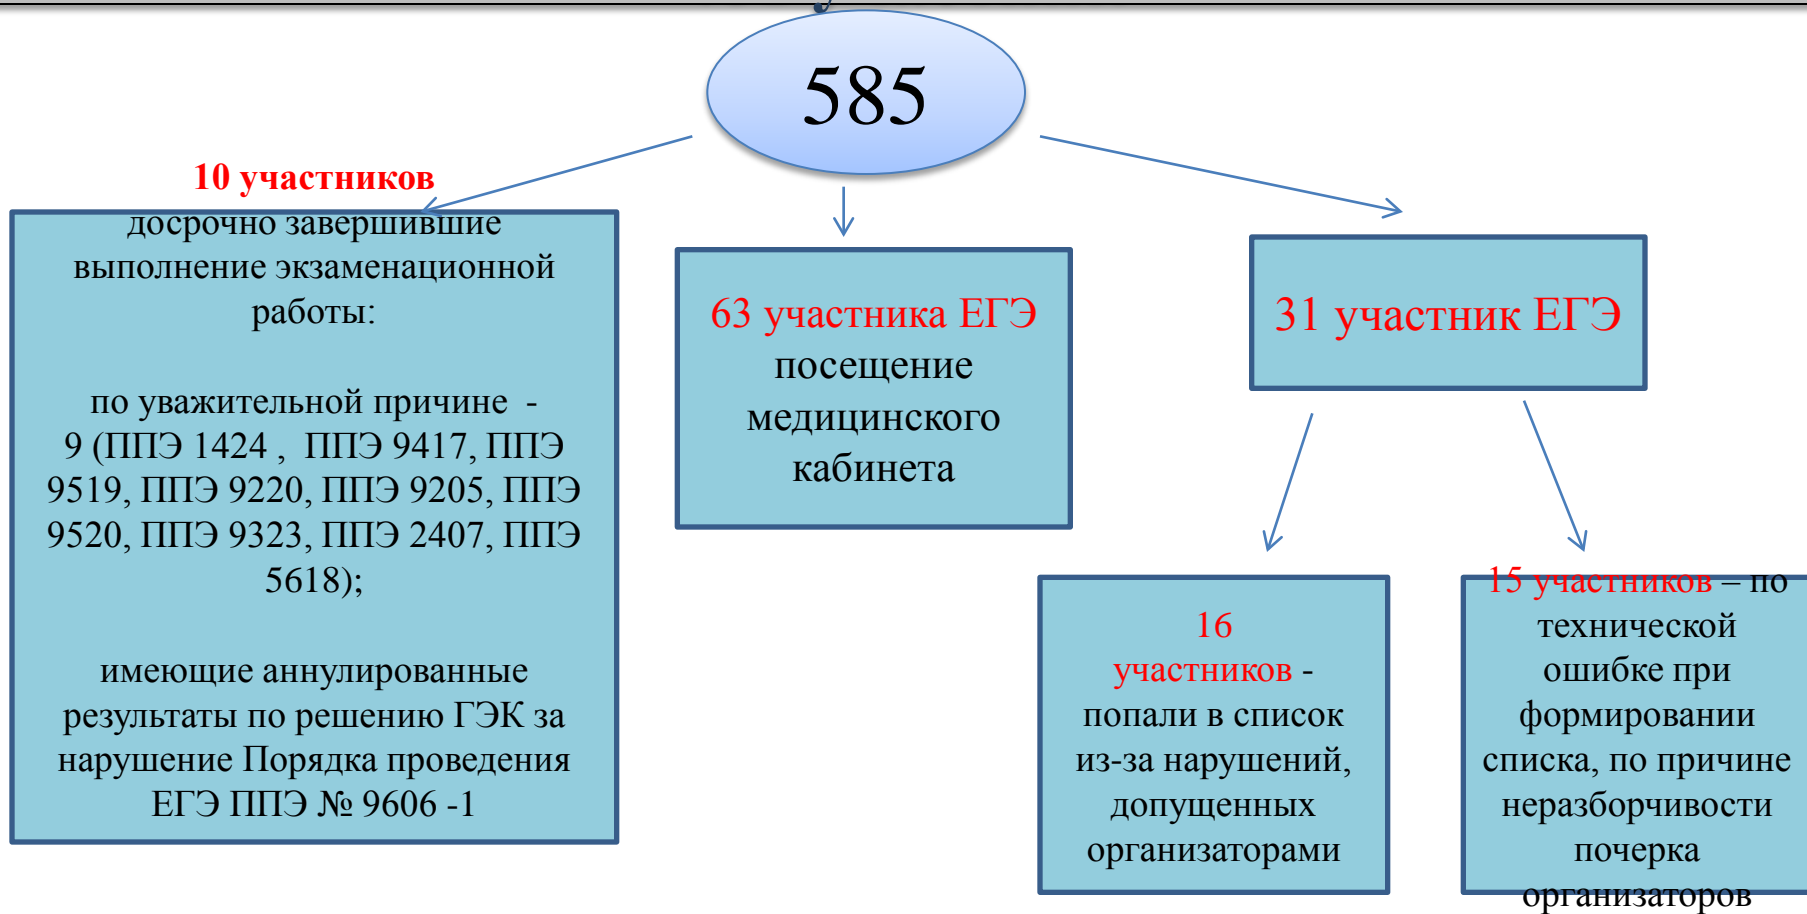 585
10 участников
досрочно завершившие
выполнение экзаменационной
работы:
по уважительной причине -
9 (ППЭ 1424 , ППЭ 9417, ППЭ
9519, ППЭ 9220, ППЭ 9205, ППЭ
9520, ППЭ 9323, ППЭ 2407, ППЭ
5618);
имеющие аннулированные
результаты по решению ГЭК за
нарушение Порядка проведения
ЕГЭ ППЭ № 9606 -1
63 участника ЕГЭ
посещение
медицинского
кабинета
31 участник ЕГЭ
16
участников -
попали в список
из-за нарушений,
допущенных
организаторами
15 участников – по
технической
ошибке при
формировании
списка, по причине
неразборчивости
почерка
организаторов